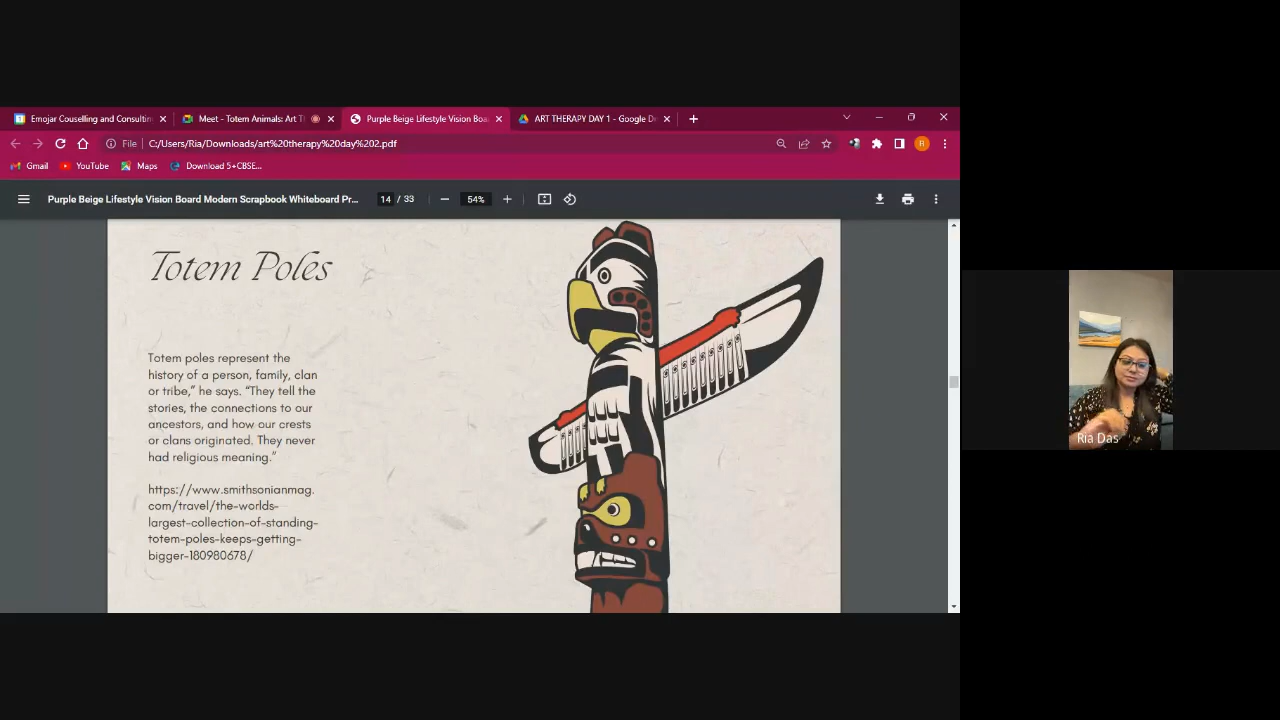 Emojar Couselling and Consultin
Meet - Totem Animals: Art T
Purple Beige Lifestyle Vision Boa
ART THERAPY DAY 1 - Google D
File
C:/Users/Ria/Downloads/art%20therapy%20day%202.pdf
R
Gmail
YouTube
Maps
Download 5+CBSE...
Purple Beige Lifestyle Vision Board Modern Scrapbook Whiteboard Pr...
14 / 33
54%
Totem Poles
Totem poles represent the
history of a person, family, clan
or tribe,” he says. “They tell the
stories, the connections to our
ancestors, and how our crests
or clans originated. They never
had religious meaning.”
https://www.smithsonianmag.
com/travel/the-worlds-
largest-collection-of-standing-
totem-poles-keeps-getting-
bigger-180980678/
Ria Das